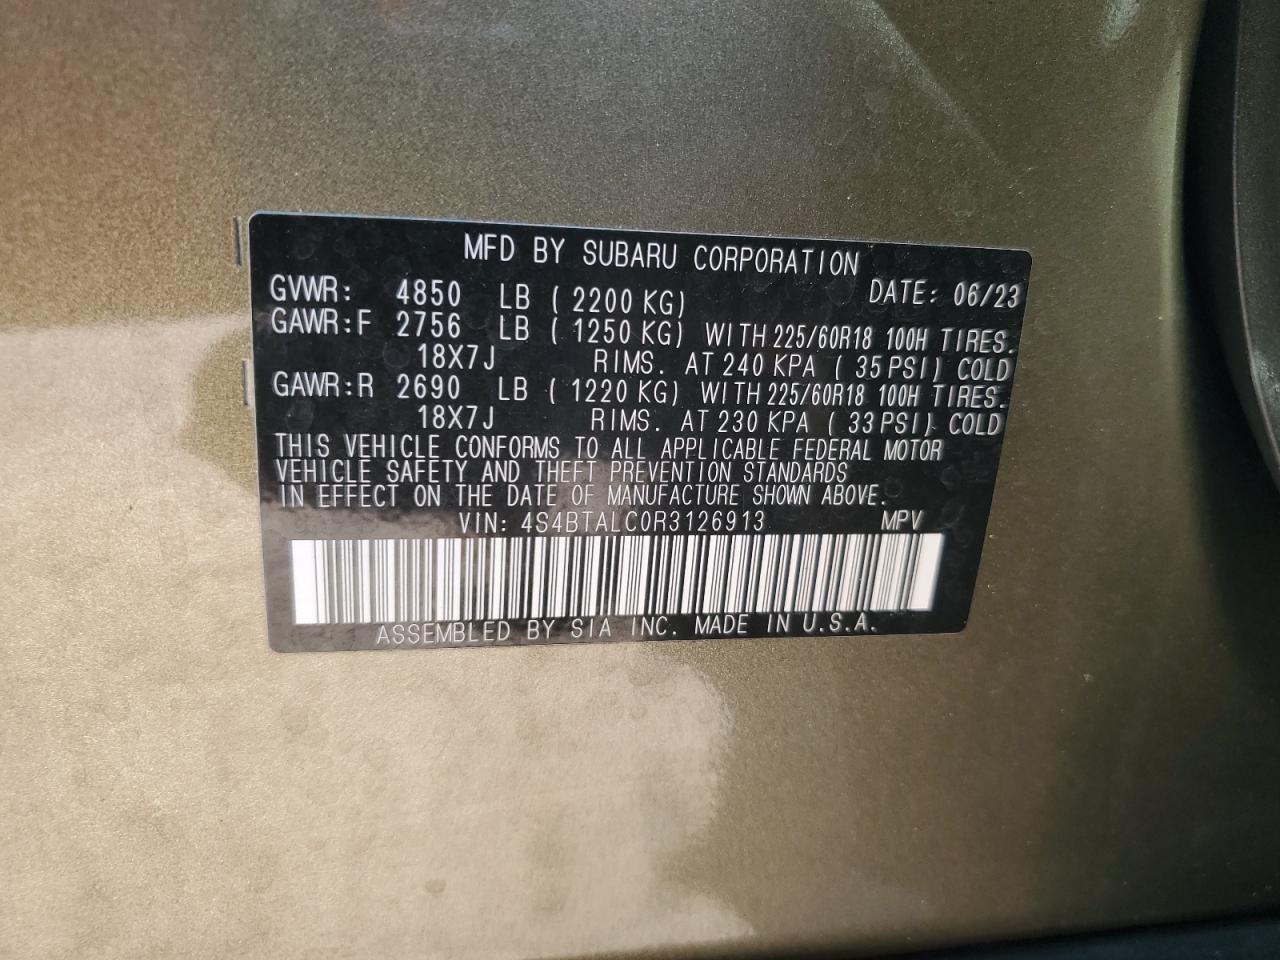 MFD BY SUBARU CORPORATION
GVWR: 4850 LB ( 2200 KG) DATE: 06/23
GAWR:F 2756 LB ( 1250 KG) WITH 225/60R18 100H TIRES.
18X7J RIMS. AT 240 KPA ( 35 PSI) COLD
GAWR:R 2690 LB ( 1220 KG) WITH 225/60R18 100H TIRES.
18X7J RIMS. AT 230 KPA ( 33 PSI) COLD
THIS VEHICLE CONFORMS TO ALL APPLICABLE FEDERAL MOTOR
VEHICLE SAFETY AND THEFT PREVENTION STANDARDS
IN EFFECT ON THE DATE OF MANUFACTURE SHOWN ABOVE.
VIN: 4S4BTALC0R3126913 MPV
ASSEMBLED BY SIA INC. MADE IN U.S.A.